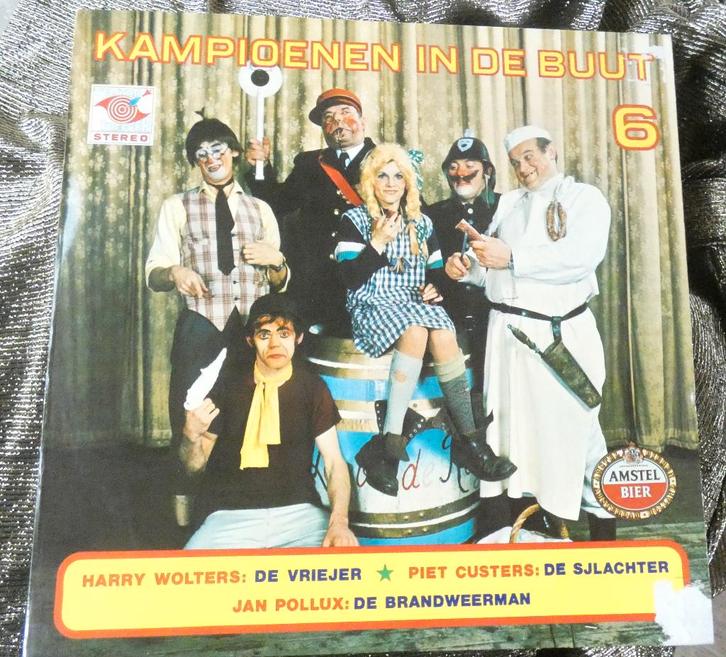 KAMPIOENEN IN DE BUUT
6
STEREO
AMSTEL
BIER
HARRY WOLTERS: DE VRIEJER ★ PIET CUSTERS: DE SJLACHTER
JAN POLLUX: DE BRANDWEERMAN